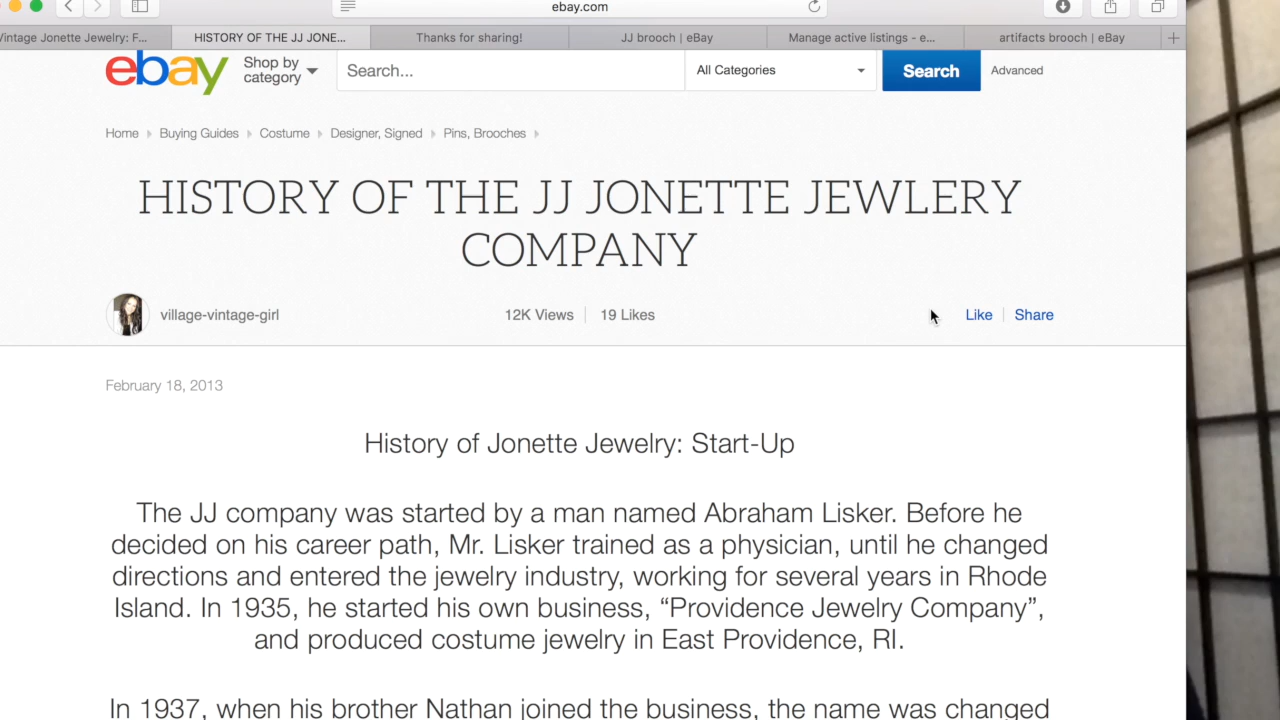 ebay.com
Vintage Jonette Jewelry: F...
HISTORY OF THE JJ JONE...
Thanks for sharing!
JJ brooch | eBay
Manage active listings - e...
artifacts brooch | eBay
ebay
Shop by
category
Search...
All Categories
Search
Advanced
Home
Buying Guides
Costume
Designer, Signed
Pins, Brooches
HISTORY OF THE JJ JONETTE JEWLERY
COMPANY
village-vintage-girl
12K Views
19 Likes
Like
Share
February 18, 2013
History of Jonette Jewelry: Start-Up
The JJ company was started by a man named Abraham Lisker. Before he
decided on his career path, Mr. Lisker trained as a physician, until he changed
directions and entered the jewelry industry, working for several years in Rhode
Island. In 1935, he started his own business, “Providence Jewelry Company”,
and produced costume jewelry in East Providence, RI.
In 1937, when his brother Nathan joined the business, the name was changed